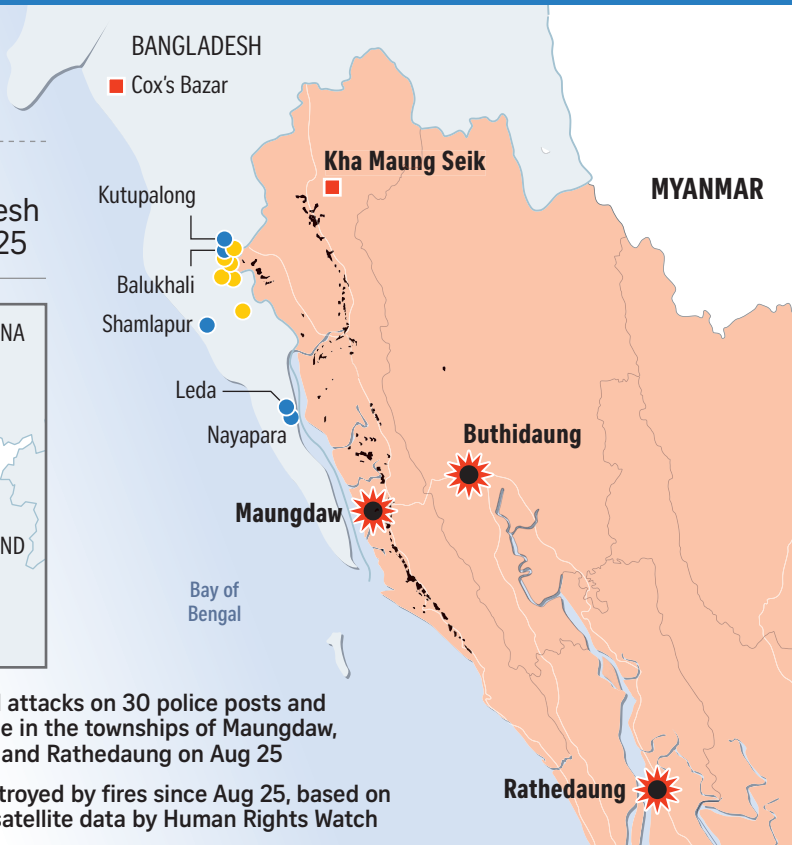 BANGLADESH
Cox's Bazar
Kha Maung Seik
MYANMAR
Kutupalong
esh
25
Balukhali
Shamlapur
NA
Leda
Nayapara
Buthidaung
Maungdaw
ND
Bay of
Bengal
attacks on 30 police posts and
e in the townships of Maungdaw,
and Rathedaung on Aug 25
Rathedaung
troyed by fires since Aug 25, based on
satellite data by Human Rights Watch